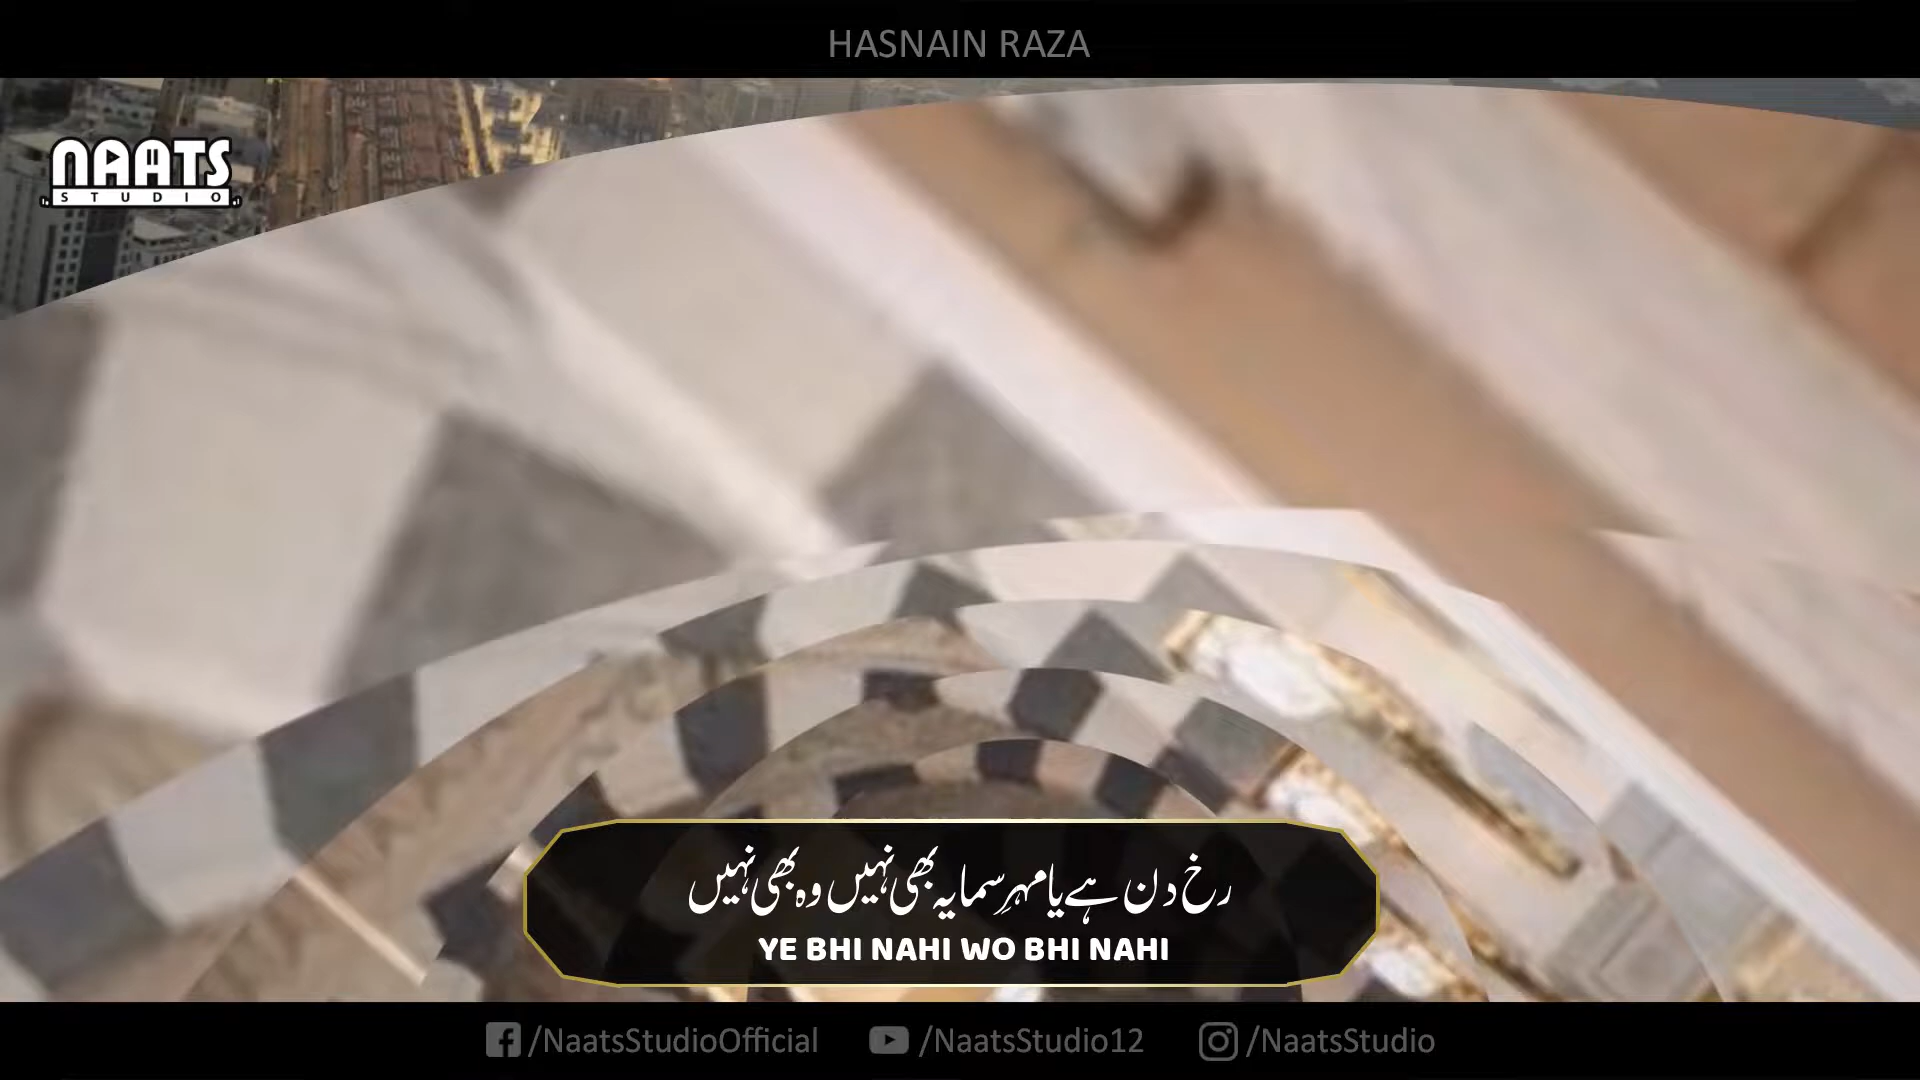 HASNAIN RAZA
NAATS
STUDIO
رخ دن ہے یا مہرِ سما یہ بھی نہیں وہ بھی نہیں
YE BHI NAHI WO BHI NAHI
/NaatsStudioOfficial /NaatsStudio12 /NaatsStudio